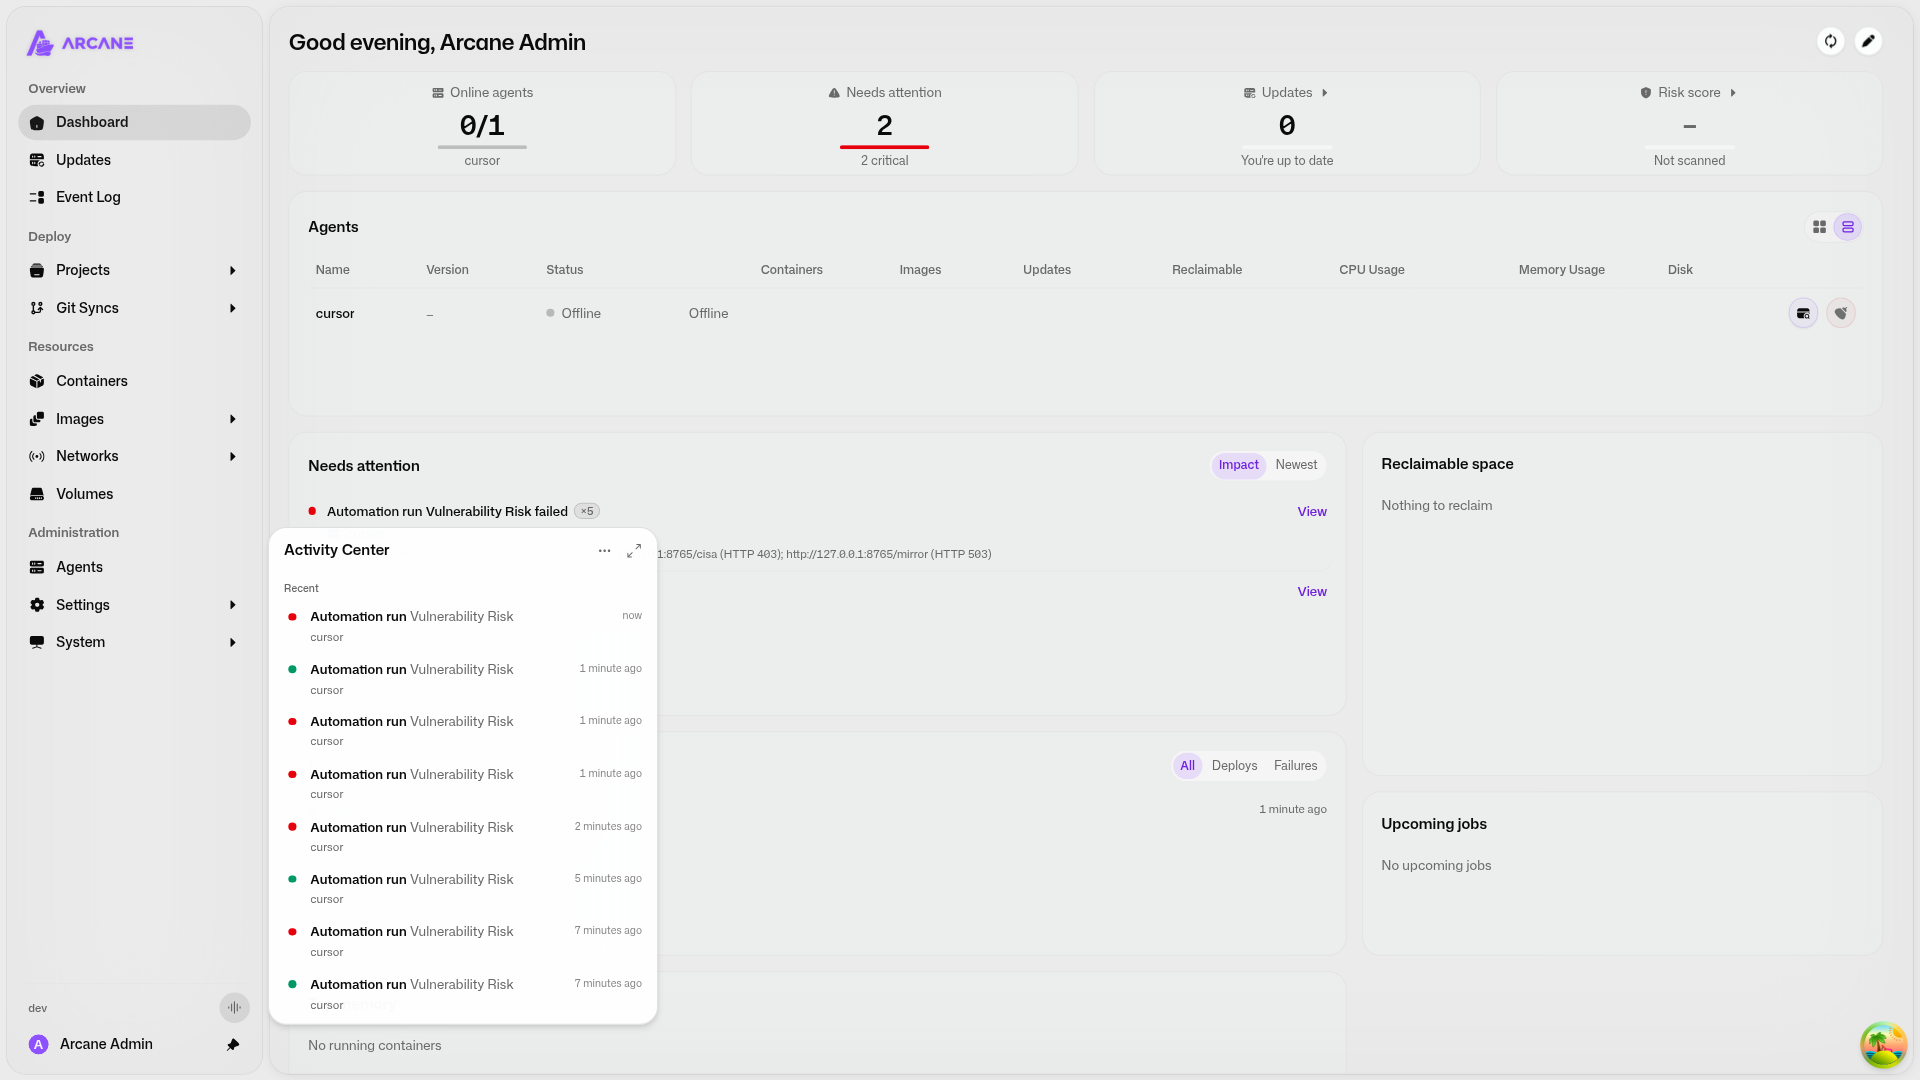 ARCANE
Overview
Dashboard
Updates
Event Log
Deploy
Projects
Git Syncs
Resources
Containers
Images
Networks
Volumes
Administration
Agents
Settings
System
dev
A Arcane Admin
Good evening, Arcane Admin
Online agents
0/1
cursor
Needs attention
2
2 critical
Updates
0
You're up to date
Risk score
–
Not scanned
Agents
Name Version Status Containers Images Updates Reclaimable CPU Usage Memory Usage Disk
cursor – Offline Offline
Needs attention
Impact Newest
Automation run Vulnerability Risk failed ×5 View
1:8765/cisa (HTTP 403); http://127.0.0.1:8765/mirror (HTTP 503)
View
Reclaimable space
Nothing to reclaim
Activity Center
Recent
Automation run Vulnerability Risk now
cursor
Automation run Vulnerability Risk 1 minute ago
cursor
Automation run Vulnerability Risk 1 minute ago
cursor
Automation run Vulnerability Risk 1 minute ago
cursor
Automation run Vulnerability Risk 2 minutes ago
cursor
Automation run Vulnerability Risk 5 minutes ago
cursor
Automation run Vulnerability Risk 7 minutes ago
cursor
Automation run Vulnerability Risk 7 minutes ago
cursor
All Deploys Failures
1 minute ago
Upcoming jobs
No upcoming jobs
No running containers